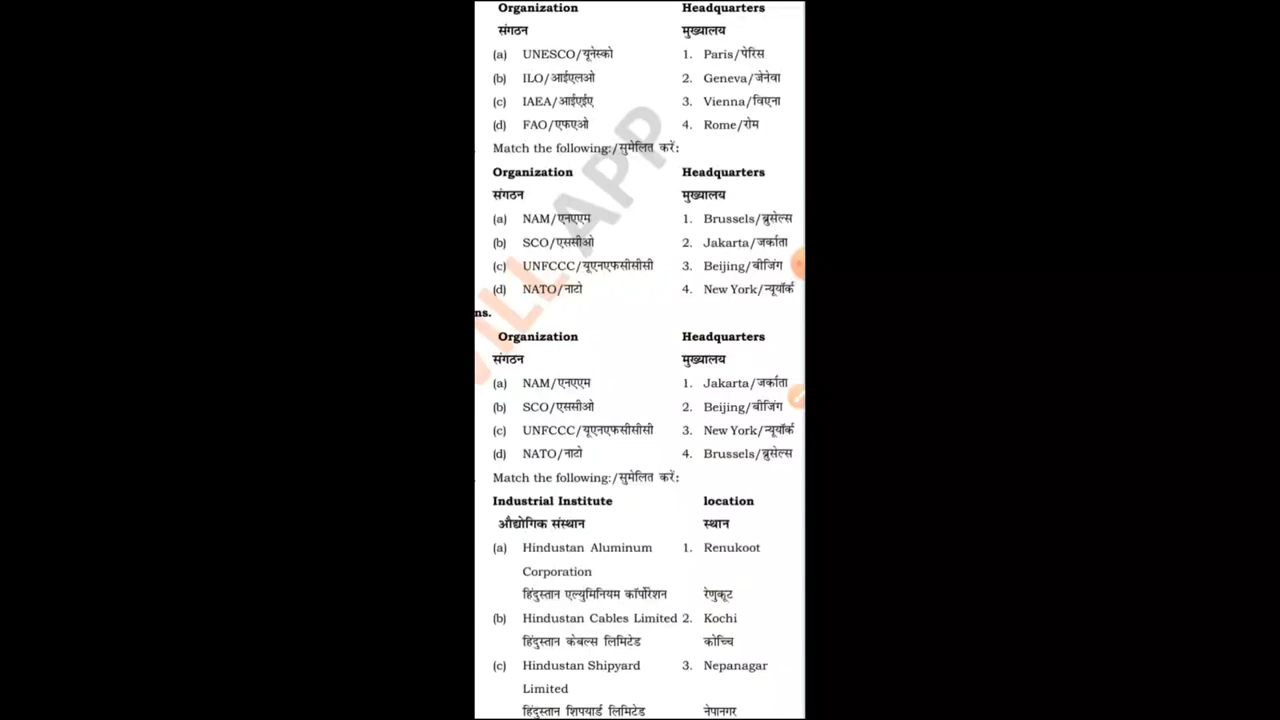 Organization Headquarters
संगठन मुख्यालय
(a) UNESCO/यूनेस्को 1. Paris/पेरिस
(b) ILO/आईएलओ 2. Geneva/जेनेवा
(c) IAEA/आईएईए 3. Vienna/विएना
(d) FAO/एफएओ 4. Rome/रोम
Match the following:/सुमेलित करें:
Organization Headquarters
संगठन मुख्यालय
(a) NAM/एनएएम 1. Brussels/ब्रुसेल्स
(b) SCO/एससीओ 2. Jakarta/जर्काता
(c) UNFCCC/यूएनएफसीसीसी 3. Beijing/बीजिंग
(d) NATO/नाटो 4. New York/न्यूयॉर्क
ns.
Organization Headquarters
संगठन मुख्यालय
(a) NAM/एनएएम 1. Jakarta/जर्काता
(b) SCO/एससीओ 2. Beijing/बीजिंग
(c) UNFCCC/यूएनएफसीसीसी 3. New York/न्यूयॉर्क
(d) NATO/नाटो 4. Brussels/ब्रुसेल्स
Match the following:/सुमेलित करें:
Industrial Institute location
औद्योगिक संस्थान स्थान
(a) Hindustan Aluminum 1. Renukoot
Corporation
हिंदुस्तान एल्युमिनियम कॉर्पोरेशन रेणुकूट
(b) Hindustan Cables Limited 2. Kochi
हिंदुस्तान केबल्स लिमिटेड कोच्चि
(c) Hindustan Shipyard 3. Nepanagar
Limited
हिंदुस्तान शिपयार्ड लिमिटेड नेपानगर
WILL APP